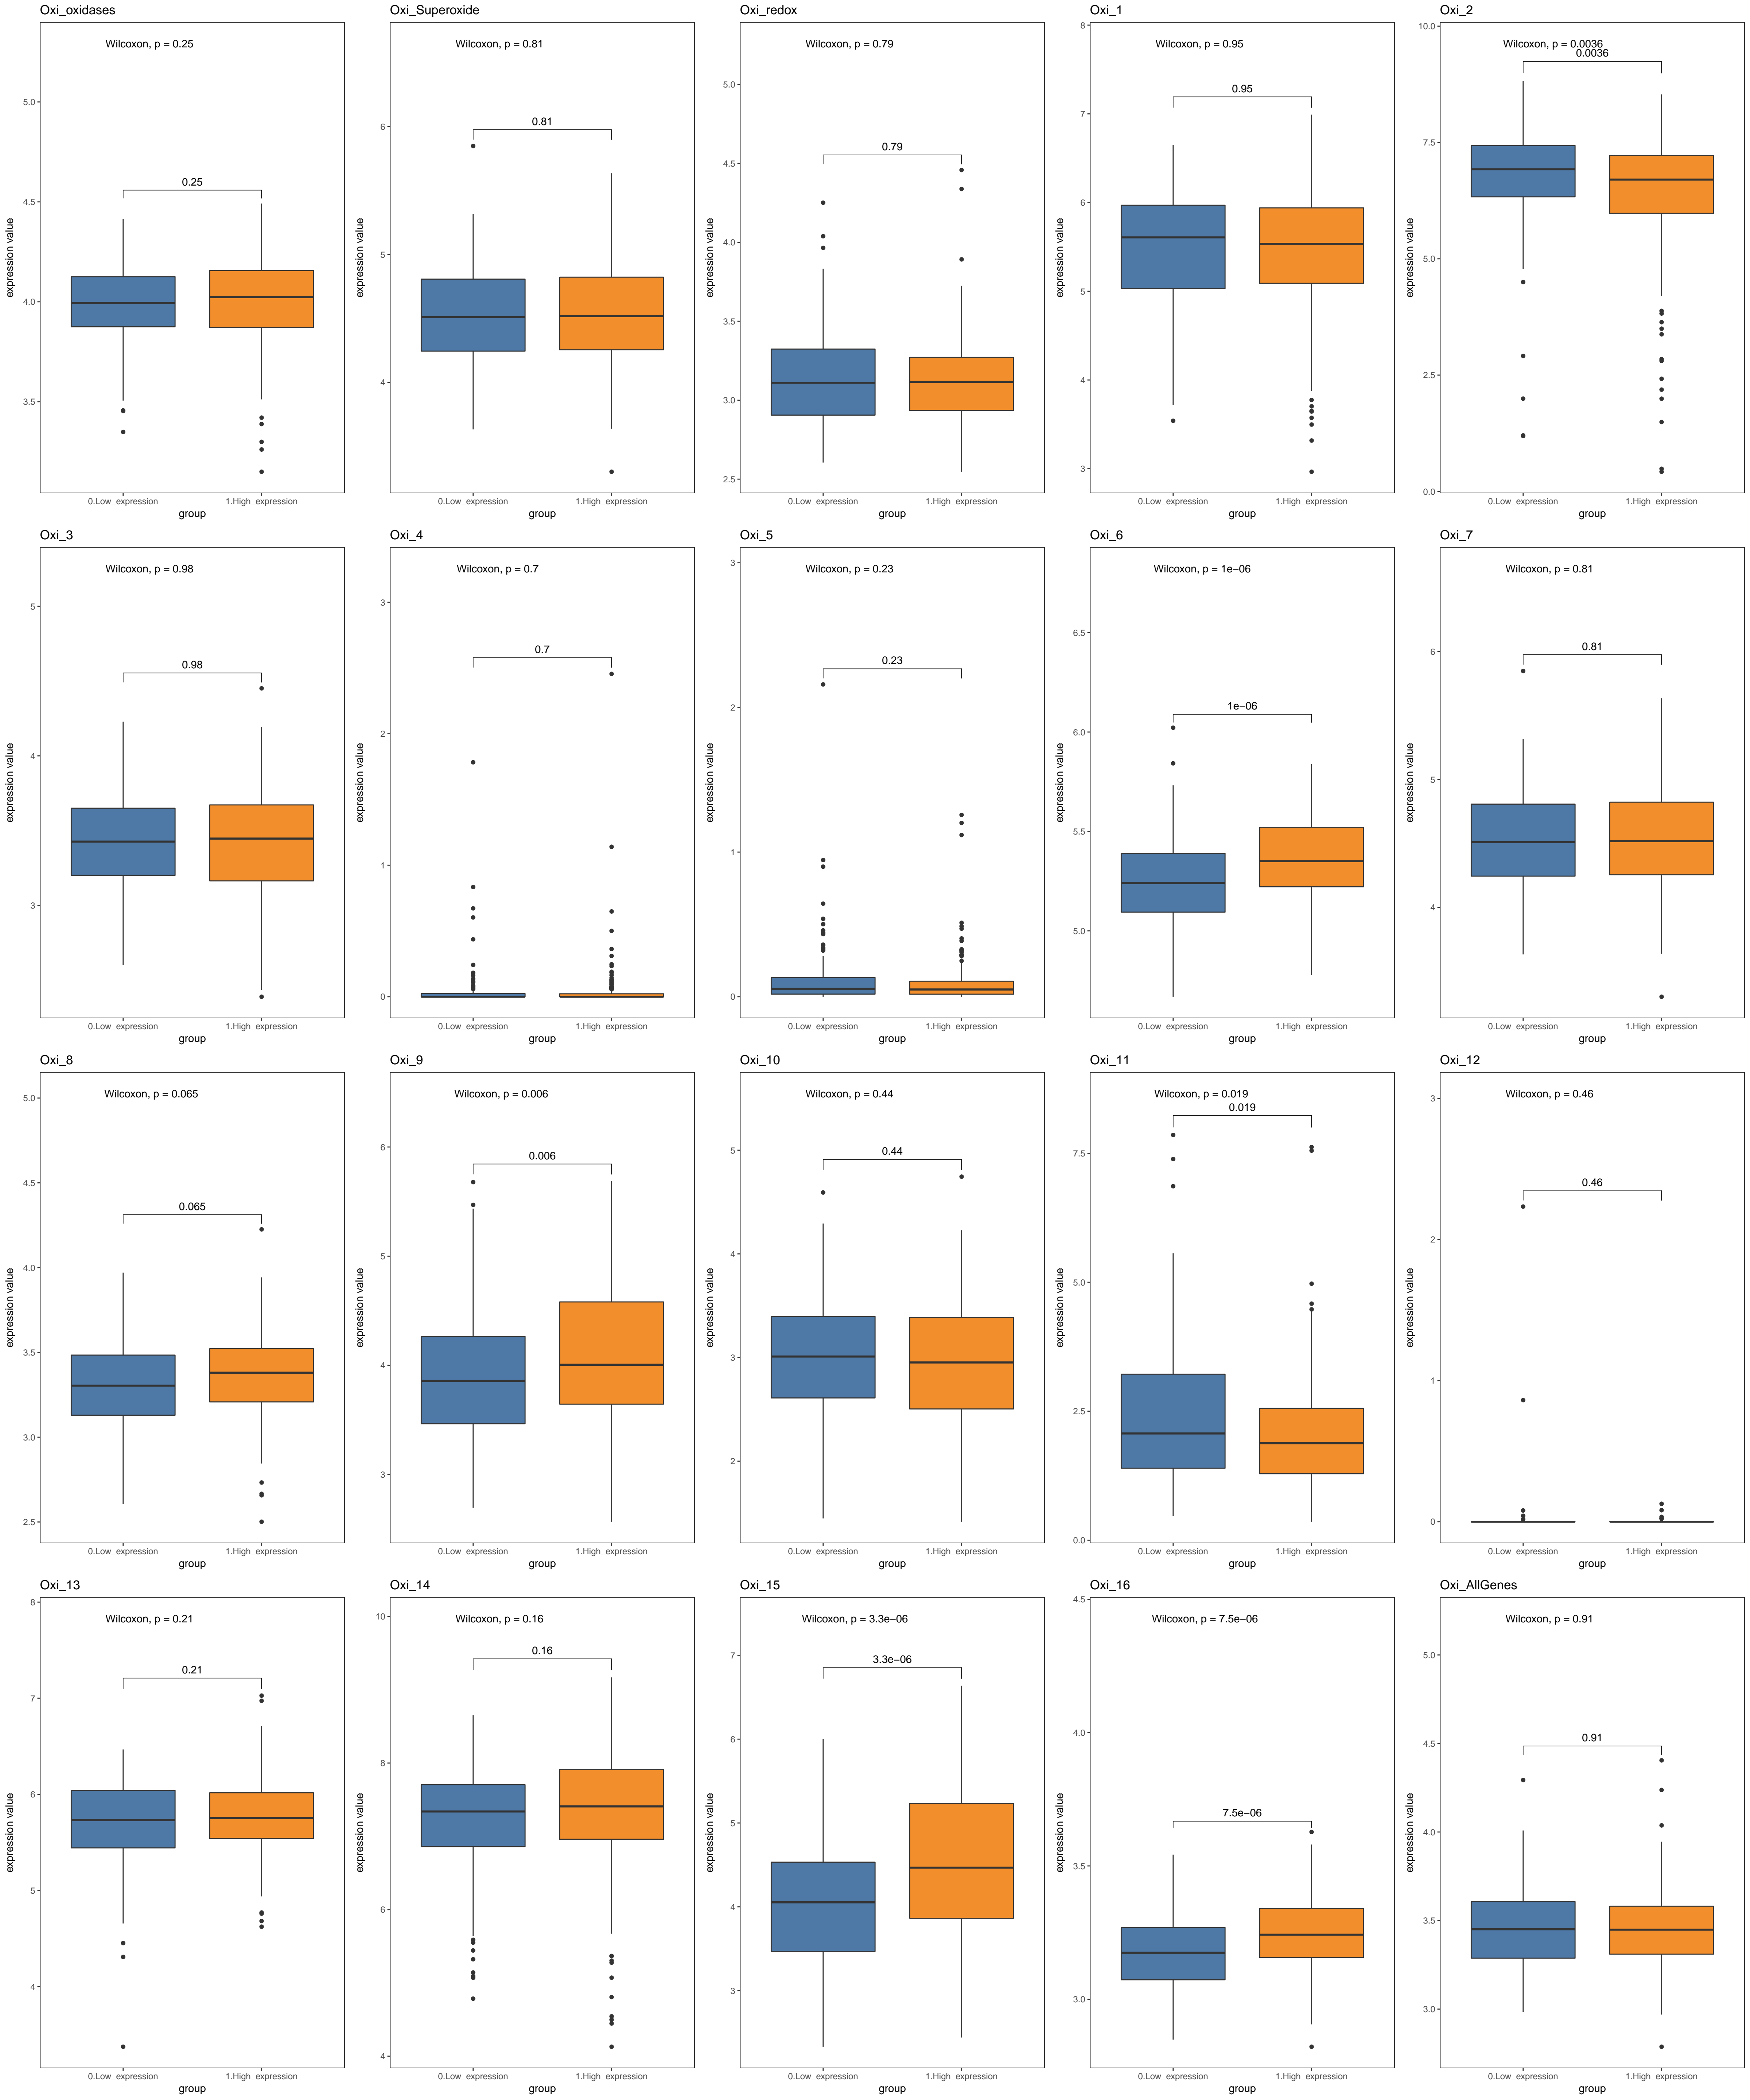 Oxi_oxidases
Wilcoxon, p = 0.25
0.25
5.0
4.5
4.0
3.5
expression value
0.Low_expression
1.High_expression
group
Oxi_Superoxide
Wilcoxon, p = 0.81
0.81
6
5
4
expression value
0.Low_expression
1.High_expression
group
Oxi_redox
Wilcoxon, p = 0.79
0.79
5.0
4.5
4.0
3.5
3.0
2.5
expression value
0.Low_expression
1.High_expression
group
Oxi_1
Wilcoxon, p = 0.95
0.95
8
7
6
5
4
3
expression value
0.Low_expression
1.High_expression
group
Oxi_2
Wilcoxon, p = 0.0036
0.0036
10.0
7.5
5.0
2.5
0.0
expression value
0.Low_expression
1.High_expression
group
Oxi_3
Wilcoxon, p = 0.98
0.98
5
4
3
expression value
0.Low_expression
1.High_expression
group
Oxi_4
Wilcoxon, p = 0.7
0.7
3
2
1
0
expression value
0.Low_expression
1.High_expression
group
Oxi_5
Wilcoxon, p = 0.23
0.23
3
2
1
0
expression value
0.Low_expression
1.High_expression
group
Oxi_6
Wilcoxon, p = 1e−06
1e−06
6.5
6.0
5.5
5.0
expression value
0.Low_expression
1.High_expression
group
Oxi_7
Wilcoxon, p = 0.81
0.81
6
5
4
expression value
0.Low_expression
1.High_expression
group
Oxi_8
Wilcoxon, p = 0.065
0.065
5.0
4.5
4.0
3.5
3.0
2.5
expression value
0.Low_expression
1.High_expression
group
Oxi_9
Wilcoxon, p = 0.006
0.006
6
5
4
3
expression value
0.Low_expression
1.High_expression
group
Oxi_10
Wilcoxon, p = 0.44
0.44
5
4
3
2
expression value
0.Low_expression
1.High_expression
group
Oxi_11
Wilcoxon, p = 0.019
0.019
7.5
5.0
2.5
0.0
expression value
0.Low_expression
1.High_expression
group
Oxi_12
Wilcoxon, p = 0.46
0.46
3
2
1
0
expression value
0.Low_expression
1.High_expression
group
Oxi_13
Wilcoxon, p = 0.21
0.21
8
7
6
5
4
expression value
0.Low_expression
1.High_expression
group
Oxi_14
Wilcoxon, p = 0.16
0.16
10
8
6
4
expression value
0.Low_expression
1.High_expression
group
Oxi_15
Wilcoxon, p = 3.3e−06
3.3e−06
7
6
5
4
3
expression value
0.Low_expression
1.High_expression
group
Oxi_16
Wilcoxon, p = 7.5e−06
7.5e−06
4.5
4.0
3.5
3.0
expression value
0.Low_expression
1.High_expression
group
Oxi_AllGenes
Wilcoxon, p = 0.91
0.91
5.0
4.5
4.0
3.5
3.0
expression value
0.Low_expression
1.High_expression
group